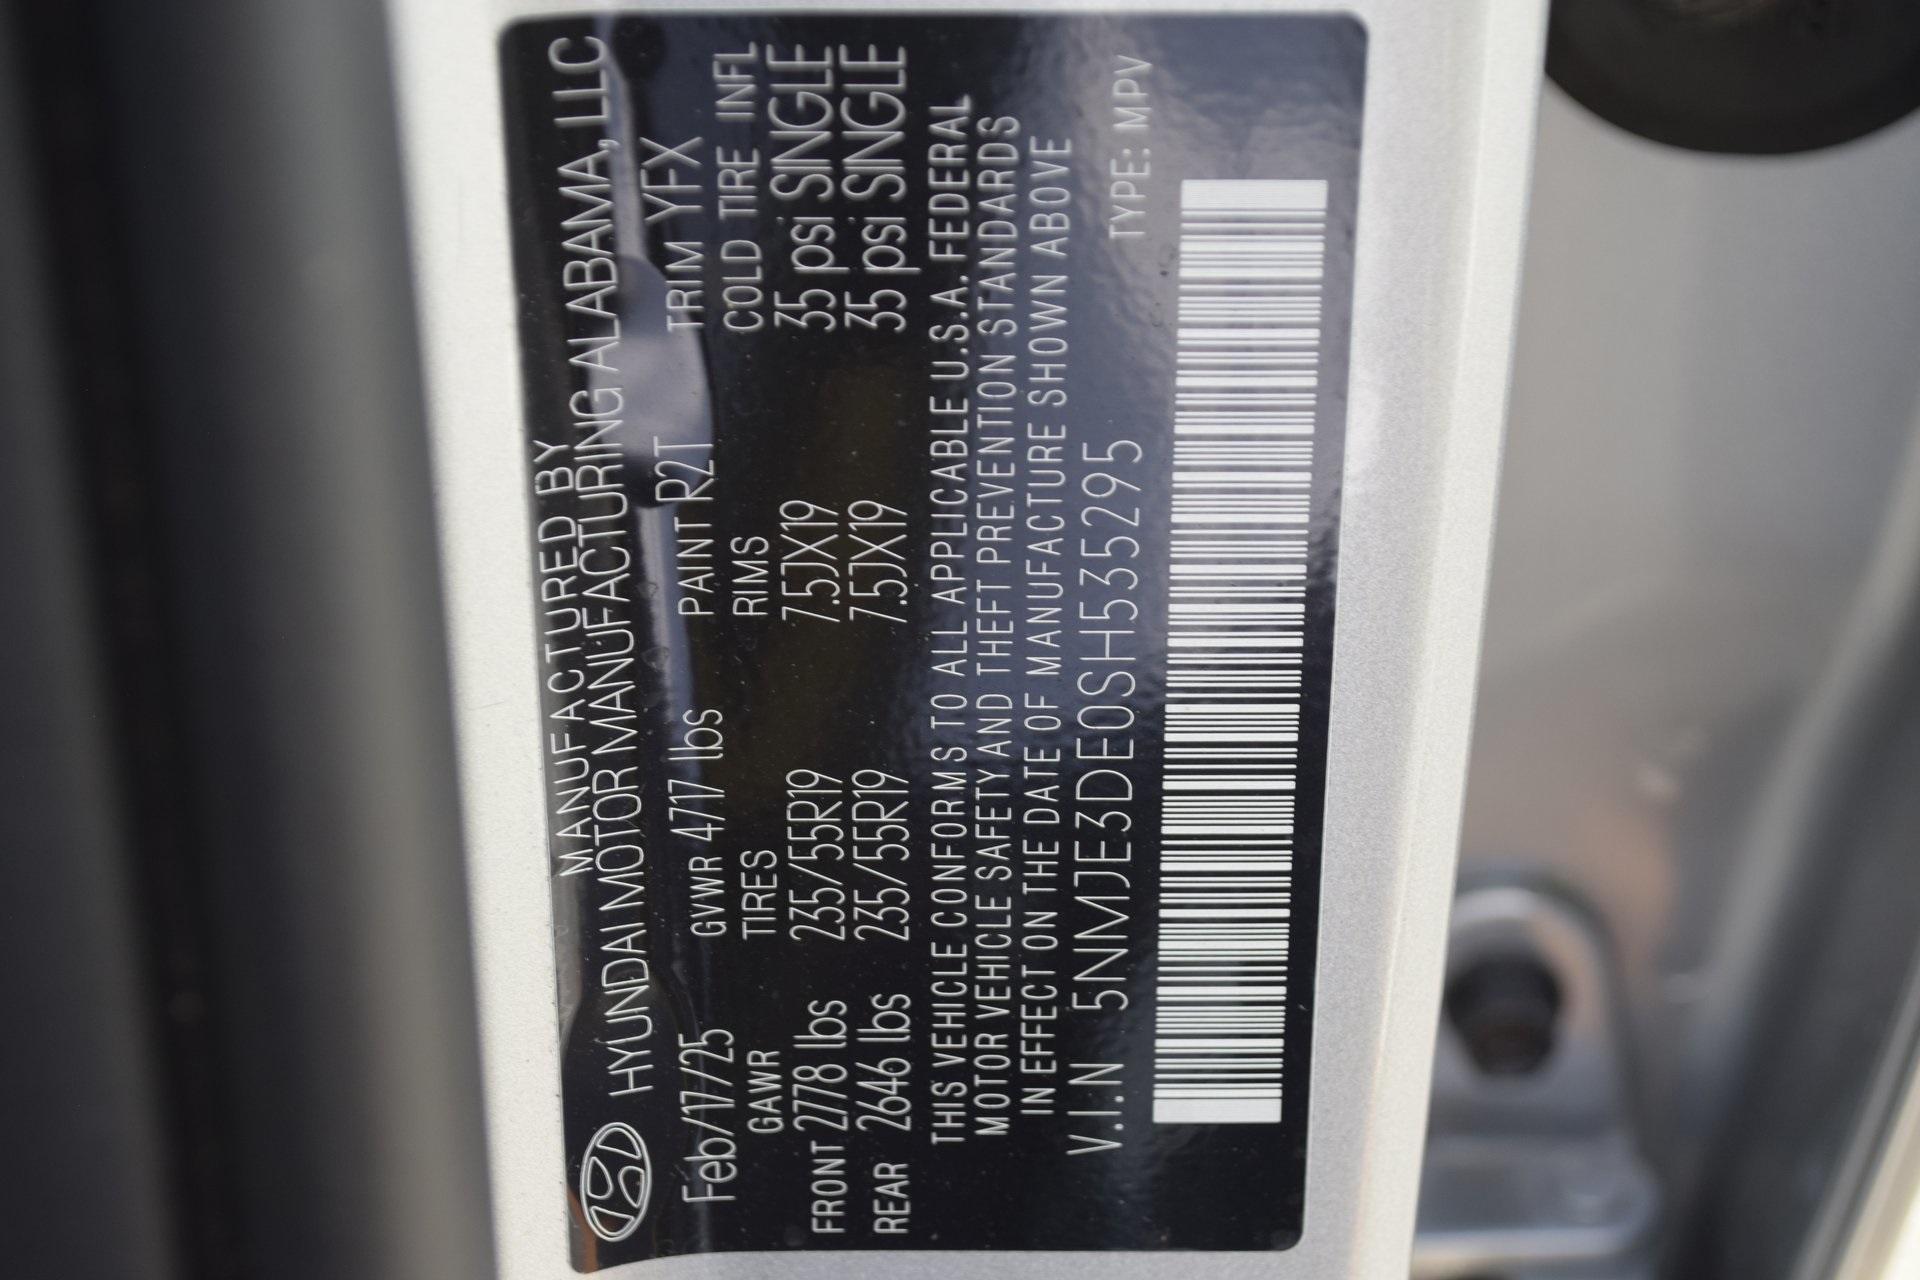 MANUFACTURED BY
HYUNDAI MOTOR MANUFACTURING ALABAMA, LLC
Feb/17/25 GVWR 4717 lbs PAINT R2T TRIM YFX
GAWR TIRES RIMS COLD TIRE INFL
FRONT 2778 lbs 235/55R19 7.5JX19 35 psi SINGLE
REAR 2646 lbs 235/55R19 7.5JX19 35 psi SINGLE
THIS VEHICLE CONFORMS TO ALL APPLICABLE U.S.A. FEDERAL
MOTOR VEHICLE SAFETY AND THEFT PREVENTION STANDARDS
IN EFFECT ON THE DATE OF MANUFACTURE SHOWN ABOVE
V.I.N 5NMJE3DE0SH535295 TYPE: MPV